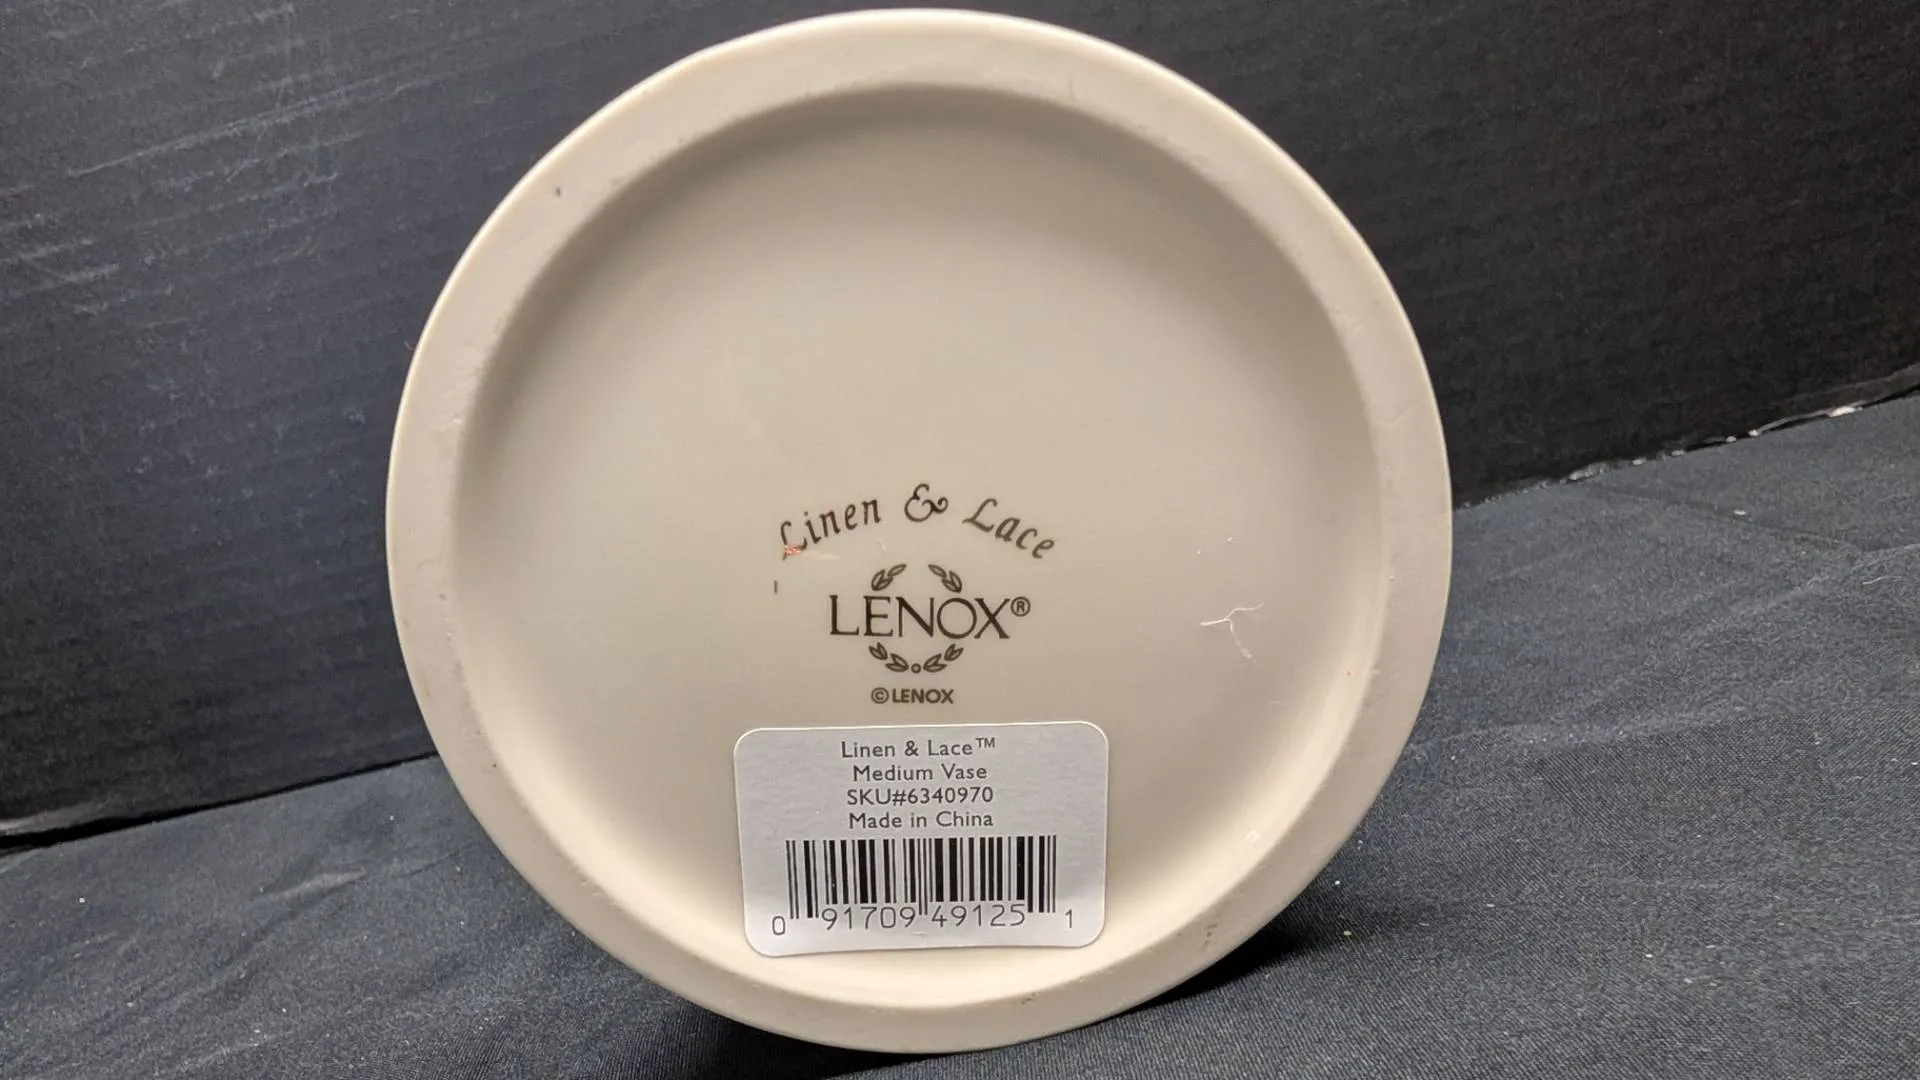 Linen & Lace
LENOX®
©LENOX
Linen & Lace™
Medium Vase
SKU#6340970
Made in China
0 91709 49125 1